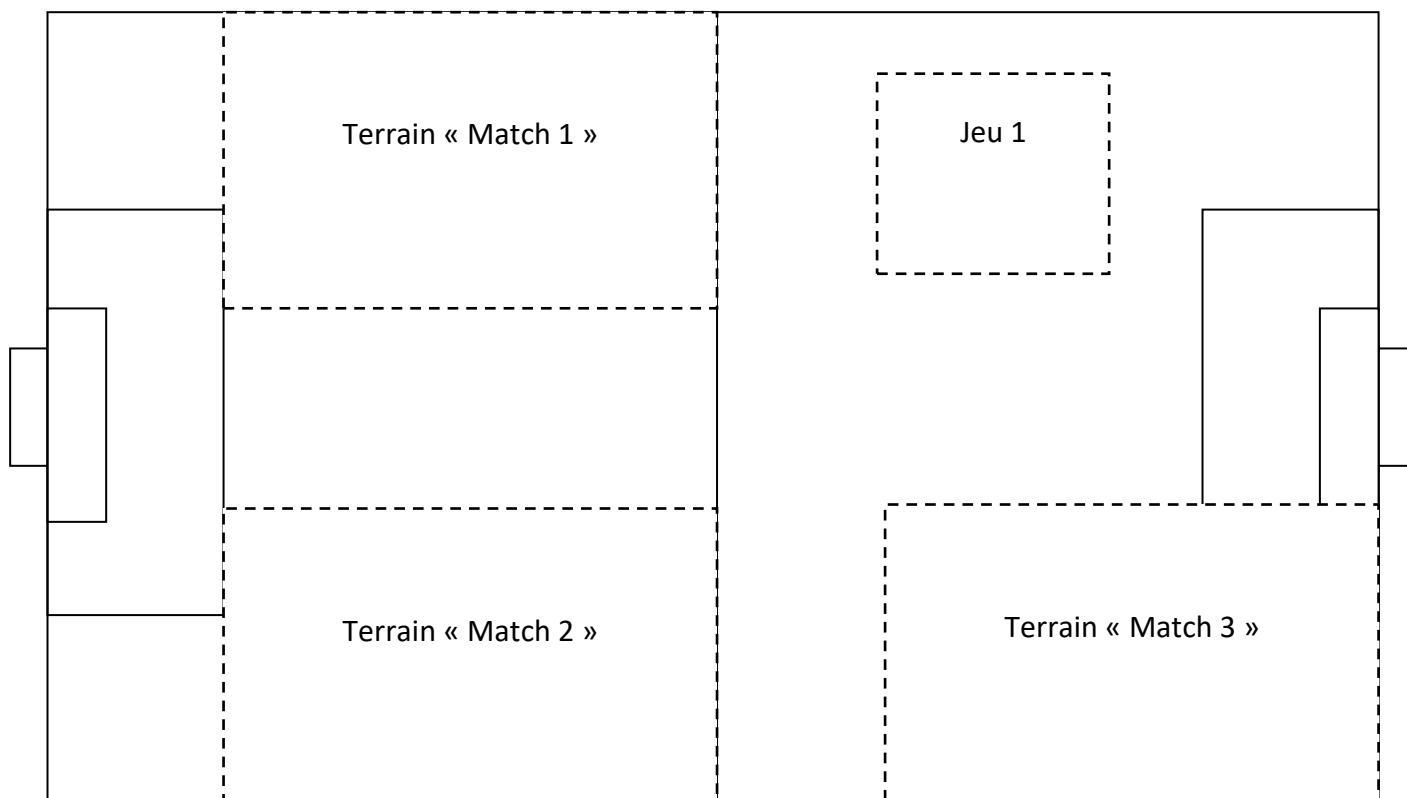 Terrain « Match 1 »
Jeu 1
Terrain « Match 2 »
Terrain « Match 3 »